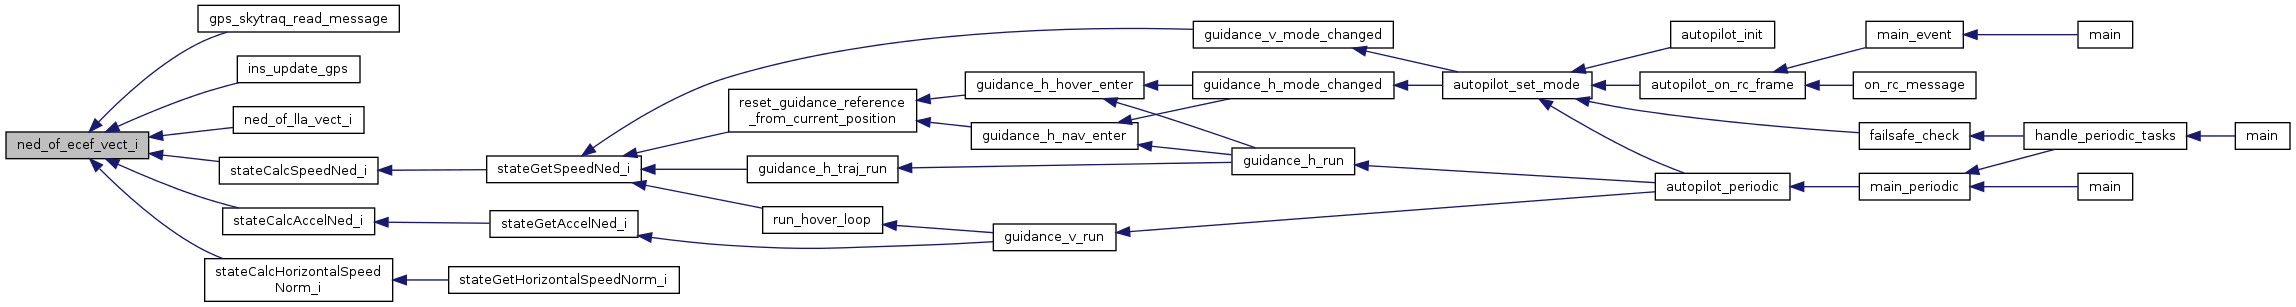 gps_skytraq_read_message
ins_update_gps
ned_of_lla_vect_i
ned_of_ecef_vect_i
stateCalcSpeedNed_i
stateCalcAccelNed_i
stateCalcHorizontalSpeed
Norm_i
stateGetSpeedNed_i
stateGetAccelNed_i
stateGetHorizontalSpeedNorm_i
reset_guidance_reference
_from_current_position
guidance_h_traj_run
run_hover_loop
guidance_h_hover_enter
guidance_h_nav_enter
guidance_v_run
guidance_v_mode_changed
guidance_h_mode_changed
guidance_h_run
autopilot_set_mode
autopilot_init
autopilot_on_rc_frame
autopilot_periodic
main_event
on_rc_message
failsafe_check
main_periodic
main
handle_periodic_tasks
main
main